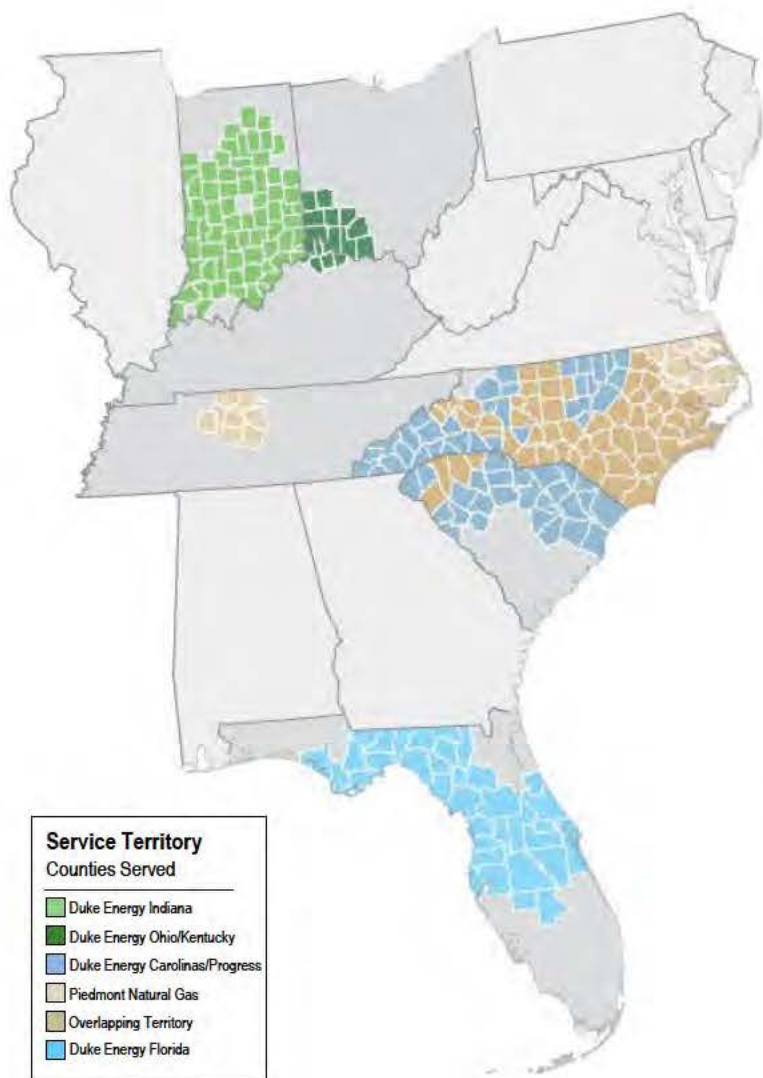 Service Territory
Counties Served
Duke Energy Indiana
Duke Energy Ohio/Kentucky
Duke Energy Carolinas/Progress
Piedmont Natural Gas
Overlapping Territory
Duke Energy Florida